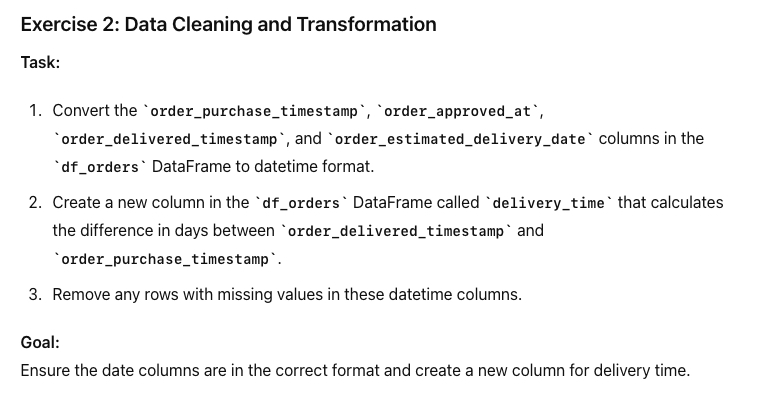 Exercise 2: Data Cleaning and Transformation
Task:
1. Convert the `order_purchase_timestamp`, `order_approved_at`,
`order_delivered_timestamp`, and `order_estimated_delivery_date` columns in the
`df_orders` DataFrame to datetime format.
2. Create a new column in the `df_orders` DataFrame called `delivery_time` that calculates
the difference in days between `order_delivered_timestamp` and
`order_purchase_timestamp`.
3. Remove any rows with missing values in these datetime columns.
Goal:
Ensure the date columns are in the correct format and create a new column for delivery time.